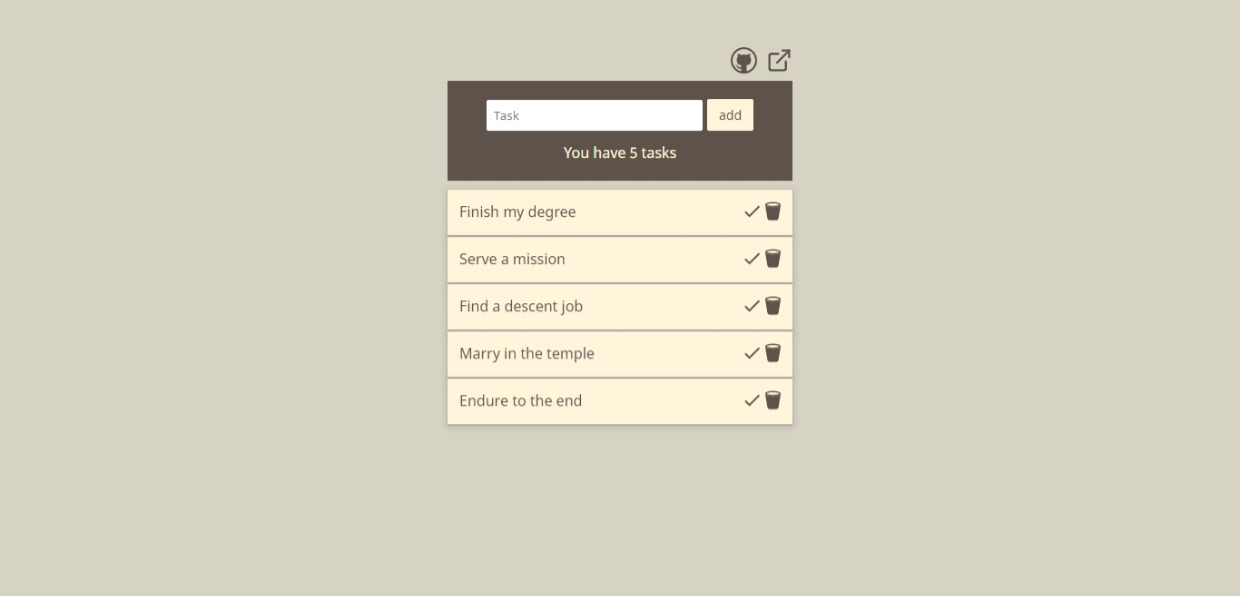 Task
add
You have 5 tasks
Finish my degree
Serve a mission
Find a descent job
Marry in the temple
Endure to the end